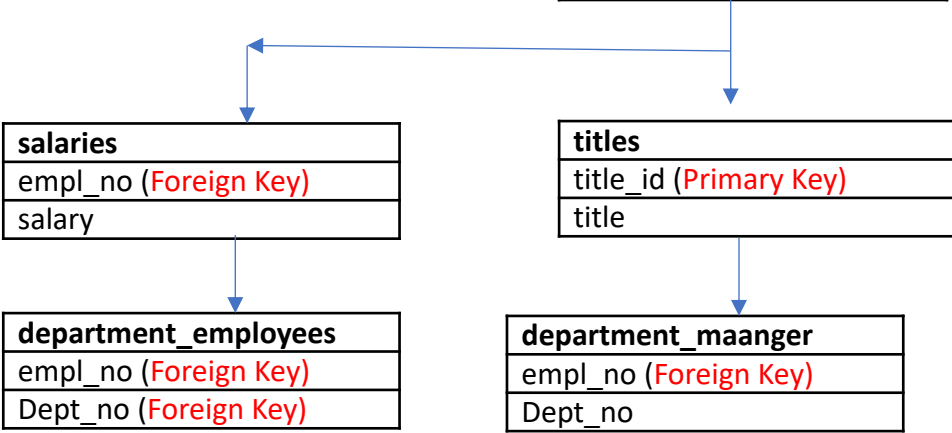 salaries
empl_no (Foreign Key)
salary
titles
title_id (Primary Key)
title
department_employees
empl_no (Foreign Key)
Dept_no (Foreign Key)
department_maanger
empl_no (Foreign Key)
Dept_no